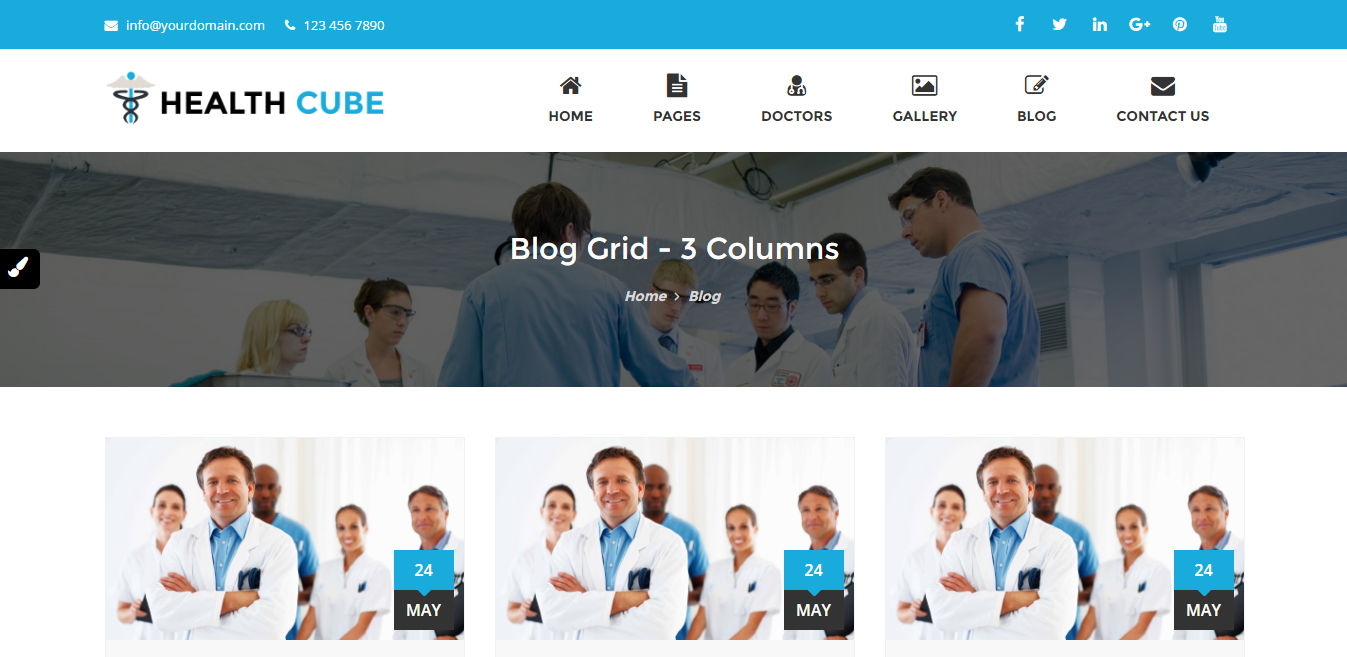 info@yourdomain.com 123 456 7890
HEALTH CUBE
HOME PAGES DOCTORS GALLERY BLOG CONTACT US
Blog Grid - 3 Columns
Home > Blog
24 24 24
MAY MAY MAY